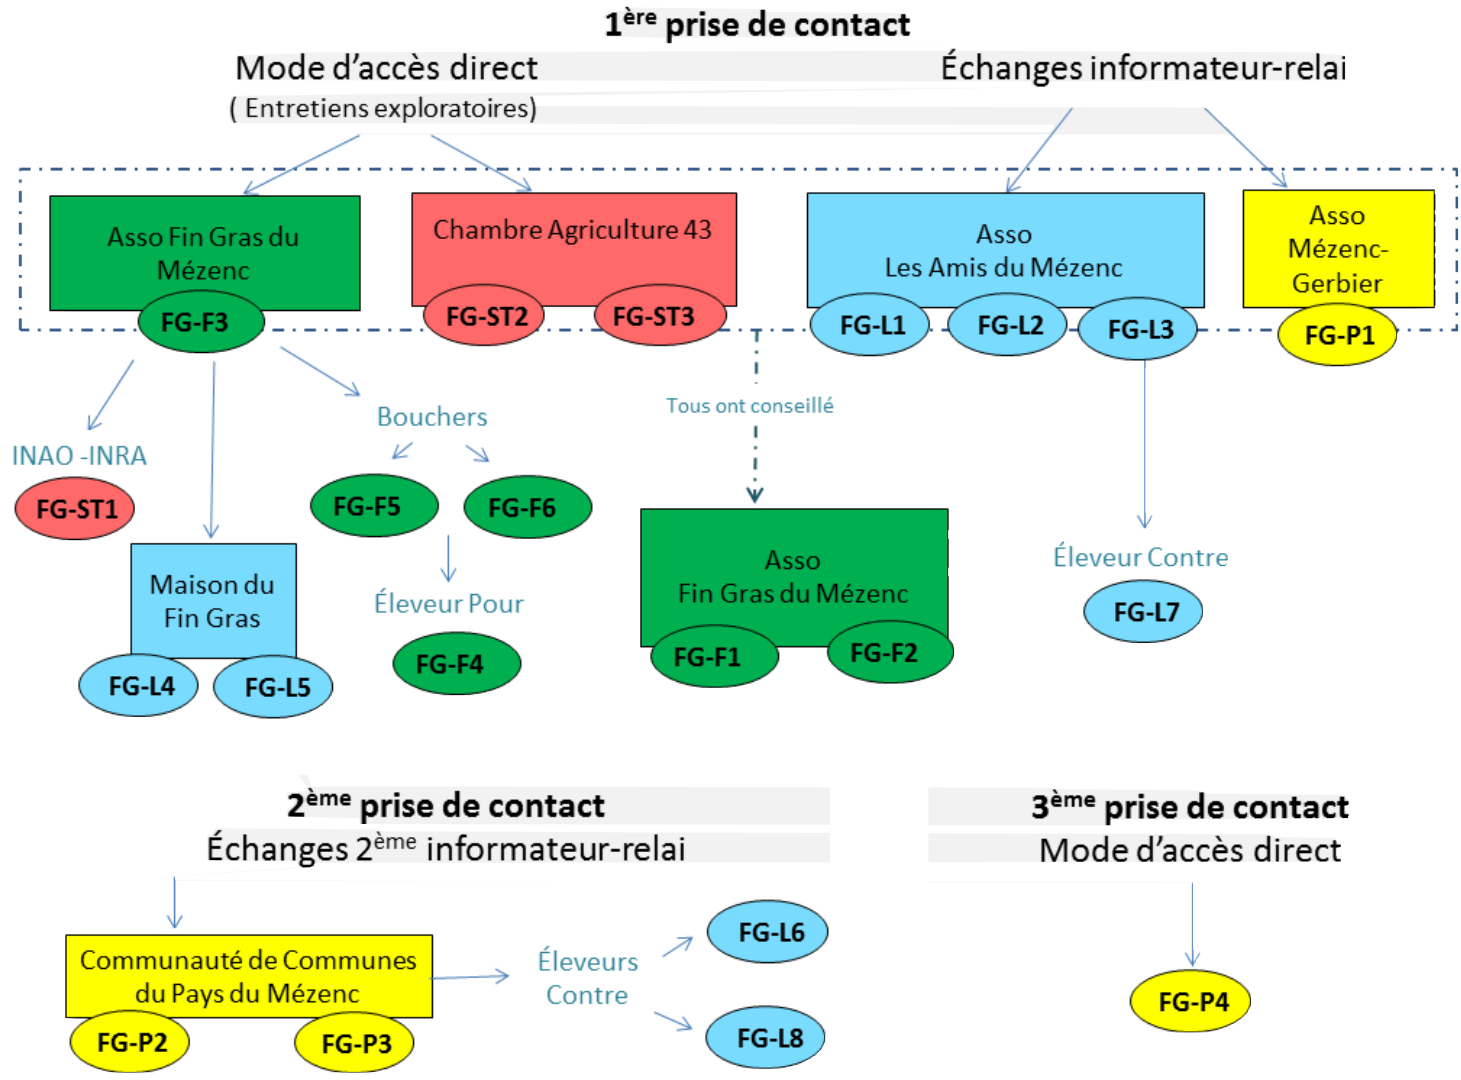 1ère prise de contact
Mode d’accès direct
( Entretiens exploratoires)
Échanges informateur-relai
Asso Fin Gras du
Mézenc
FG-F3
Chambre Agriculture 43
FG-ST2
FG-ST3
Asso
Les Amis du Mézenc
FG-L1
FG-L2
FG-L3
Asso
Mézenc-
Gerbier
FG-P1
INAO -INRA
FG-ST1
Maison du
Fin Gras
FG-L4
FG-L5
Bouchers
FG-F5
FG-F6
Éleveur Pour
FG-F4
Tous ont conseillé
Asso
Fin Gras du Mézenc
FG-F1
FG-F2
Éleveur Contre
FG-L7
2ème prise de contact
Échanges 2ème informateur-relai
Communauté de Communes
du Pays du Mézenc
FG-P2
FG-P3
Éleveurs
Contre
FG-L6
FG-L8
3ème prise de contact
Mode d’accès direct
FG-P4